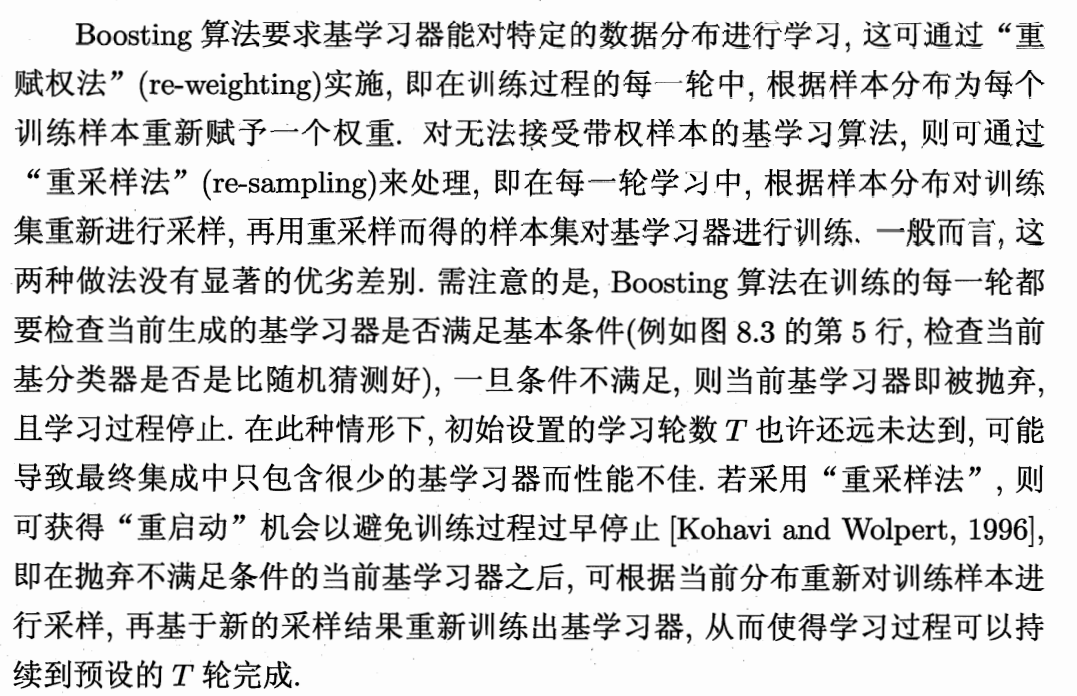 Boosting 算法要求基学习器能对特定的数据分布进行学习, 这可通过“重
赋权法”(re-weighting)实施, 即在训练过程的每一轮中, 根据样本分布为每个
训练样本重新赋予一个权重. 对无法接受带权样本的基学习算法, 则可通过
“重采样法”(re-sampling)来处理, 即在每一轮学习中, 根据样本分布对训练
集重新进行采样, 再用重采样而得的样本集对基学习器进行训练. 一般而言, 这
两种做法没有显著的优劣差别. 需注意的是, Boosting 算法在训练的每一轮都
要检查当前生成的基学习器是否满足基本条件(例如图 8.3 的第 5 行, 检查当前
基分类器是否是比随机猜测好), 一旦条件不满足, 则当前基学习器即被抛弃,
且学习过程停止. 在此种情形下, 初始设置的学习轮数 T 也许还远未达到, 可能
导致最终集成中只包含很少的基学习器而性能不佳. 若采用“重采样法”, 则
可获得“重启动”机会以避免训练过程过早停止 [Kohavi and Wolpert, 1996],
即在抛弃不满足条件的当前基学习器之后, 可根据当前分布重新对训练样本进
行采样, 再基于新的采样结果重新训练出基学习器, 从而使得学习过程可以持
续到预设的 T 轮完成.